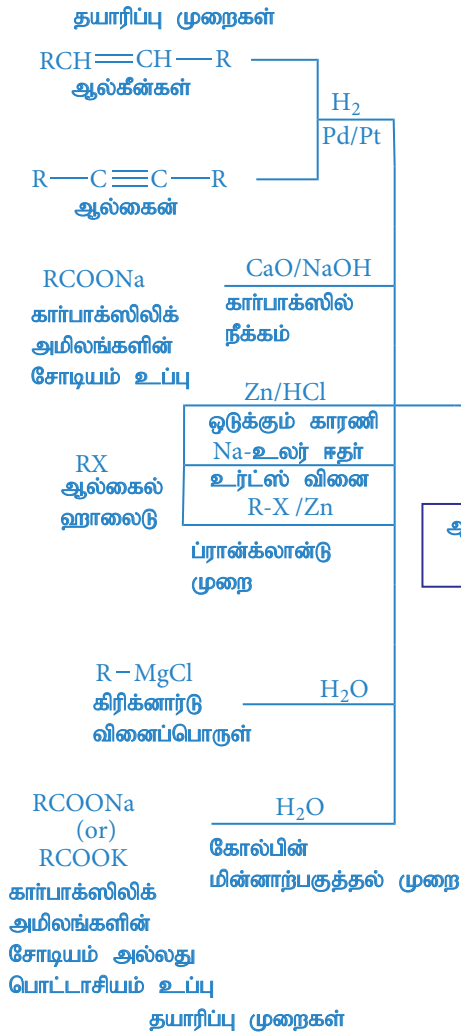 தயாரிப்பு முறைகள்
RCH═CH—R
ஆல்கீன்கள்
H₂
Pd/Pt
R—C≡C—R
ஆல்கைன்
RCOONa
கார்பாக்ஸிலிக்
அமிலங்களின்
சோடியம் உப்பு
CaO/NaOH
கார்பாக்ஸில்
நீக்கம்
Zn/HCl
ஒடுக்கும் காரணி
Na-உலர் ஈதர்
உர்ட்ஸ் வினை
R-X /Zn
RX
ஆல்கைல்
ஹாலைடு
ப்ரான்க்லாண்டு
முறை
R−MgCl
கிரிக்னார்டு
வினைப்பொருள்
H₂O
RCOONa
(or)
RCOOK
கார்பாக்ஸிலிக்
அமிலங்களின்
சோடியம் அல்லது
பொட்டாசியம் உப்பு
H₂O
கோல்பின்
மின்னாற்பகுத்தல் முறை
தயாரிப்பு முறைகள்